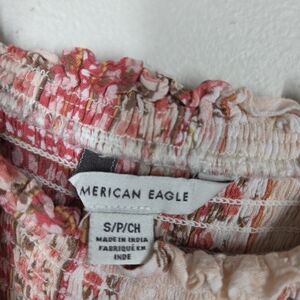 MERICAN EAGLE
S/P/CH
MADE IN INDIA
FABRIQUÉ EN
INDE